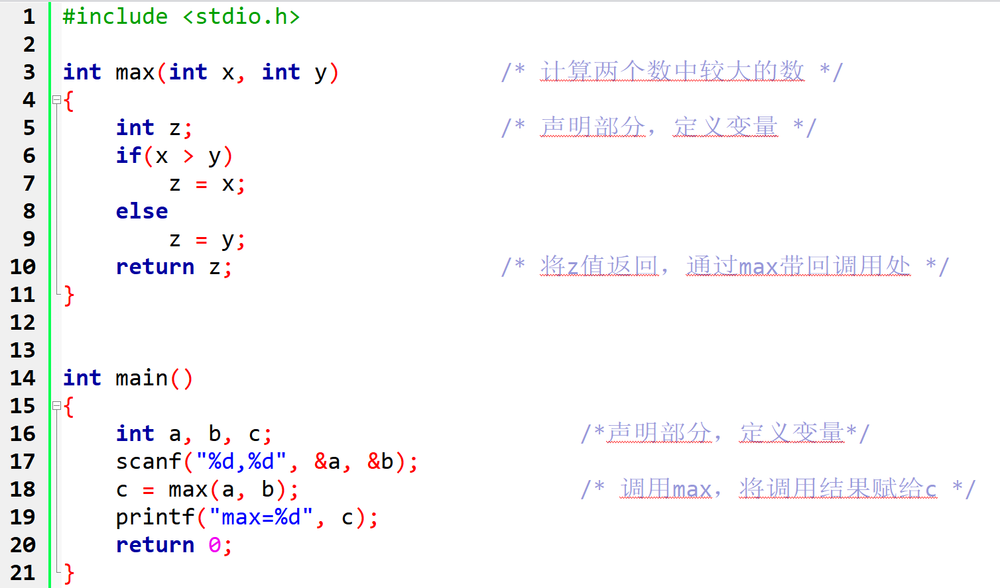 1 #include <stdio.h>
2
3 int max(int x, int y) /* 计算两个数中较大的数 */
4 {
5 int z; /* 声明部分，定义变量 */
6 if(x > y)
7 z = x;
8 else
9 z = y;
10 return z; /* 将z值返回，通过max带回调用处 */
11 }
12
13
14 int main()
15 {
16 int a, b, c; /*声明部分，定义变量*/
17 scanf("%d,%d", &a, &b);
18 c = max(a, b); /* 调用max，将调用结果赋给c */
19 printf("max=%d", c);
20 return 0;
21 }